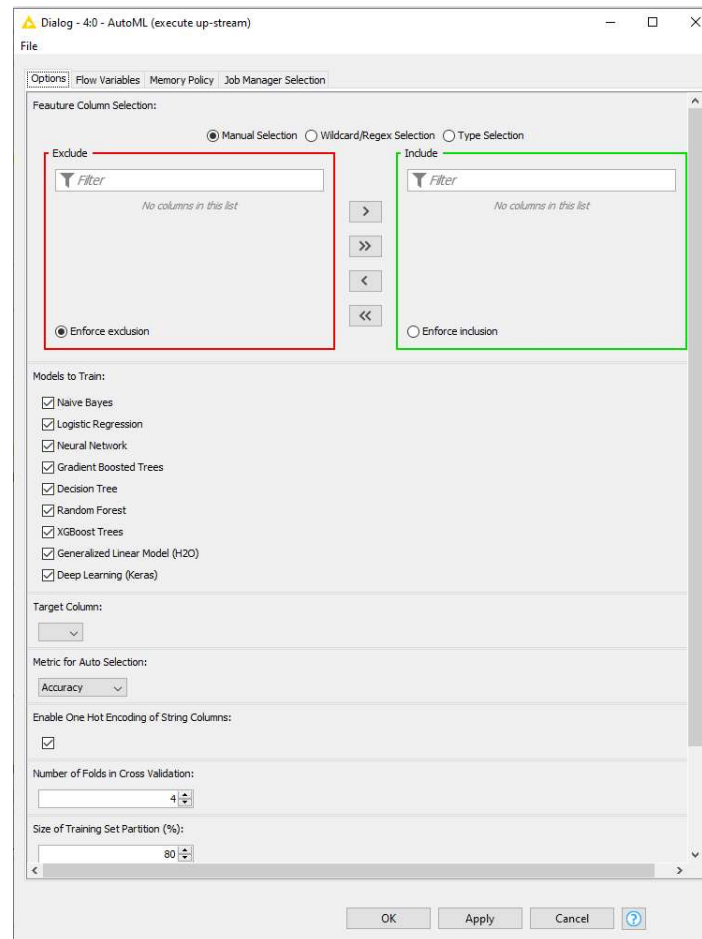 Dialog - 4:0 - AutoML (execute up-stream)
File
Options Flow Variables Memory Policy Job Manager Selection
Feauture Column Selection:
Manual Selection Wildcard/Regex Selection Type Selection
Exclude Include
Filter Filter
No columns in this list No columns in this list
>
>>
<
<<
Enforce exclusion Enforce inclusion
Models to Train:
Naive Bayes
Logistic Regression
Neural Network
Gradient Boosted Trees
Decision Tree
Random Forest
XGBoost Trees
Generalized Linear Model (H2O)
Deep Learning (Keras)
Target Column:
Metric for Auto Selection:
Accuracy
Enable One Hot Encoding of String Columns:
Number of Folds in Cross Validation:
4
Size of Training Set Partition (%):
80
OK Apply Cancel ?